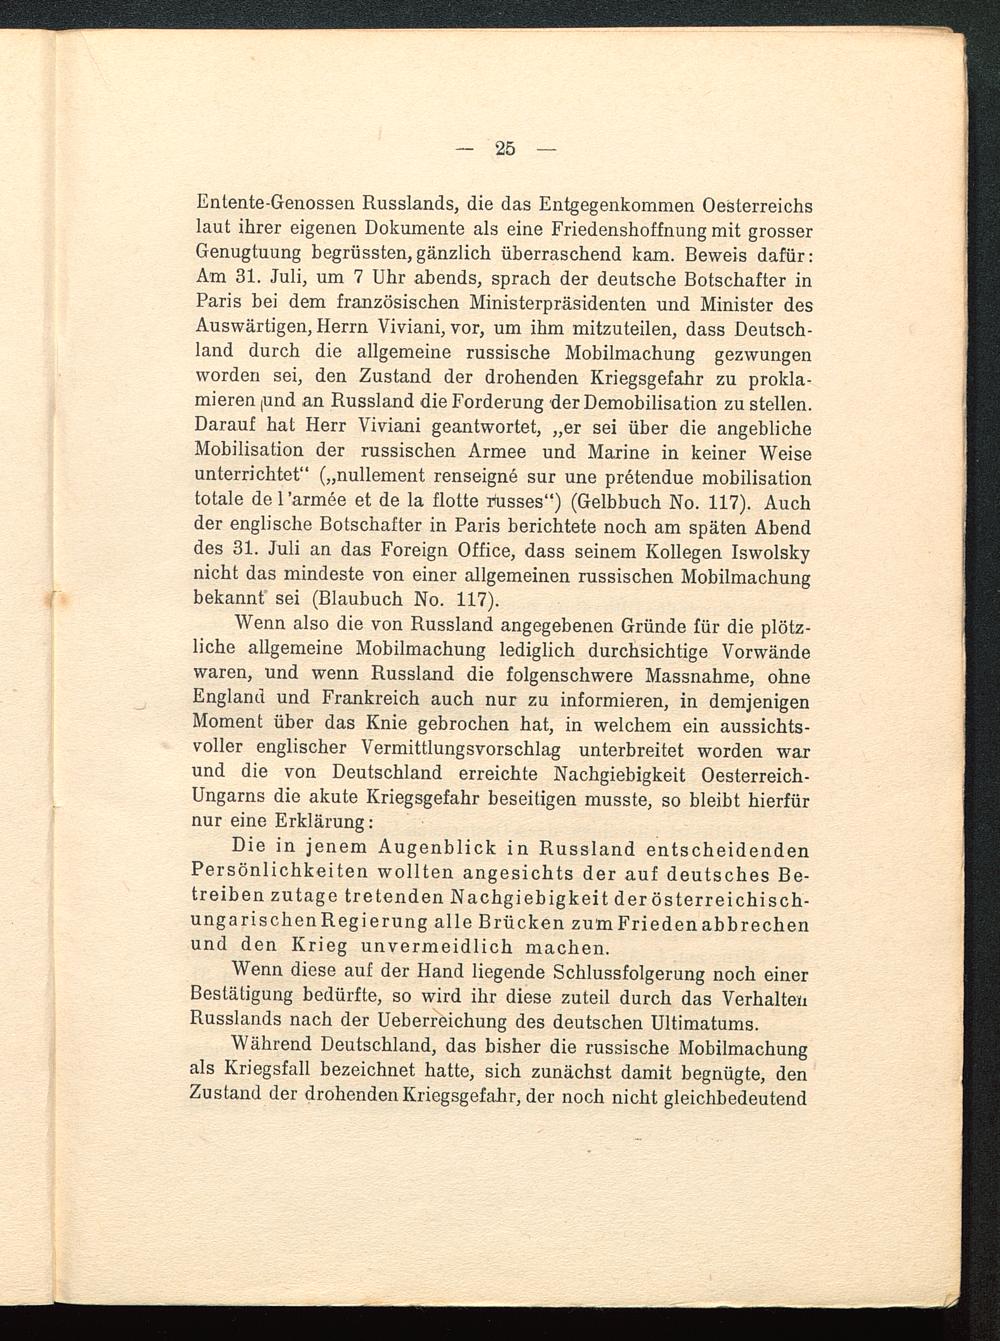 — 25 —
Entente-Genossen Russlands, die das Entgegenkommen Oesterreichs
laut ihrer eigenen Dokumente als eine Friedenshoffnung mit grosser
Genugtuung begrüssten, gänzlich überraschend kam. Beweis dafür:
Am 31. Juli, um 7 Uhr abends, sprach der deutsche Botschafter in
Paris bei dem französischen Ministerpräsidenten und Minister des
Auswärtigen, Herrn Viviani, vor, um ihm mitzuteilen, dass Deutsch-
land durch die allgemeine russische Mobilmachung gezwungen
worden sei, den Zustand der drohenden Kriegsgefahr zu prokla-
mieren und an Russland die Forderung der Demobilisation zu stellen.
Darauf hat Herr Viviani geantwortet, „er sei über die angebliche
Mobilisation der russischen Armee und Marine in keiner Weise
unterrichtet“ („nullement renseigné sur une prétendue mobilisation
totale de l'armée et de la flotte russes“) (Gelbbuch No. 117). Auch
der englische Botschafter in Paris berichtete noch am späten Abend
des 31. Juli an das Foreign Office, dass seinem Kollegen Iswolsky
nicht das mindeste von einer allgemeinen russischen Mobilmachung
bekannt sei (Blaubuch No. 117).
Wenn also die von Russland angegebenen Gründe für die plötz-
liche allgemeine Mobilmachung lediglich durchsichtige Vorwände
waren, und wenn Russland die folgenschwere Massnahme, ohne
England und Frankreich auch nur zu informieren, in demjenigen
Moment über das Knie gebrochen hat, in welchem ein aussichts-
voller englischer Vermittlungsvorschlag unterbreitet worden war
und die von Deutschland erreichte Nachgiebigkeit Oesterreich-
Ungarns die akute Kriegsgefahr beseitigen musste, so bleibt hierfür
nur eine Erklärung:
Die in jenem Augenblick in Russland entscheidenden
Persönlichkeiten wollten angesichts der auf deutsches Be-
treiben zutage tretenden Nachgiebigkeit der österreichisch-
ungarischen Regierung alle Brücken zum Frieden abbrechen
und den Krieg unvermeidlich machen.
Wenn diese auf der Hand liegende Schlussfolgerung noch einer
Bestätigung bedürfte, so wird ihr diese zuteil durch das Verhalten
Russlands nach der Ueberreichung des deutschen Ultimatums.
Während Deutschland, das bisher die russische Mobilmachung
als Kriegsfall bezeichnet hatte, sich zunächst damit begnügte, den
Zustand der drohenden Kriegsgefahr, der noch nicht gleichbedeutend